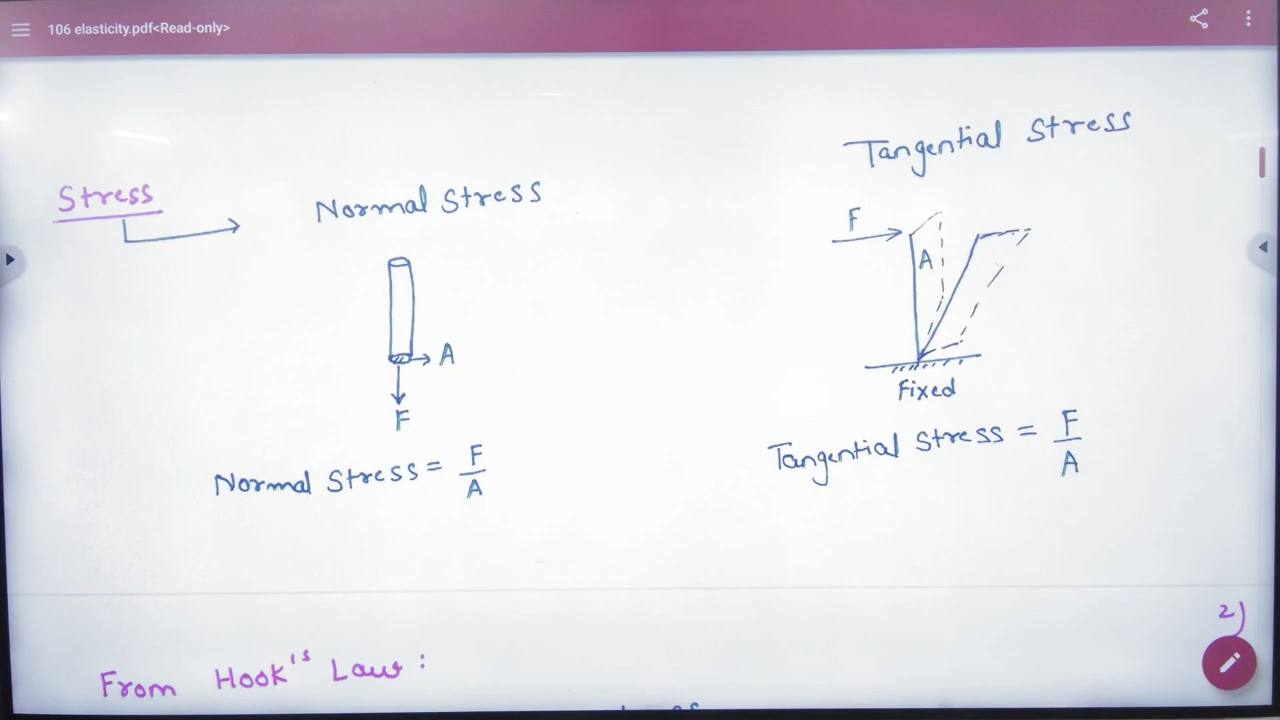 106 elasticity.pdf<Read-only>
Tangential Stress
Stress
Normal Stress
F
A
A
F
Fixed
Normal Stress = F/A
Tangential Stress = F/A
2)
From Hook's Law :